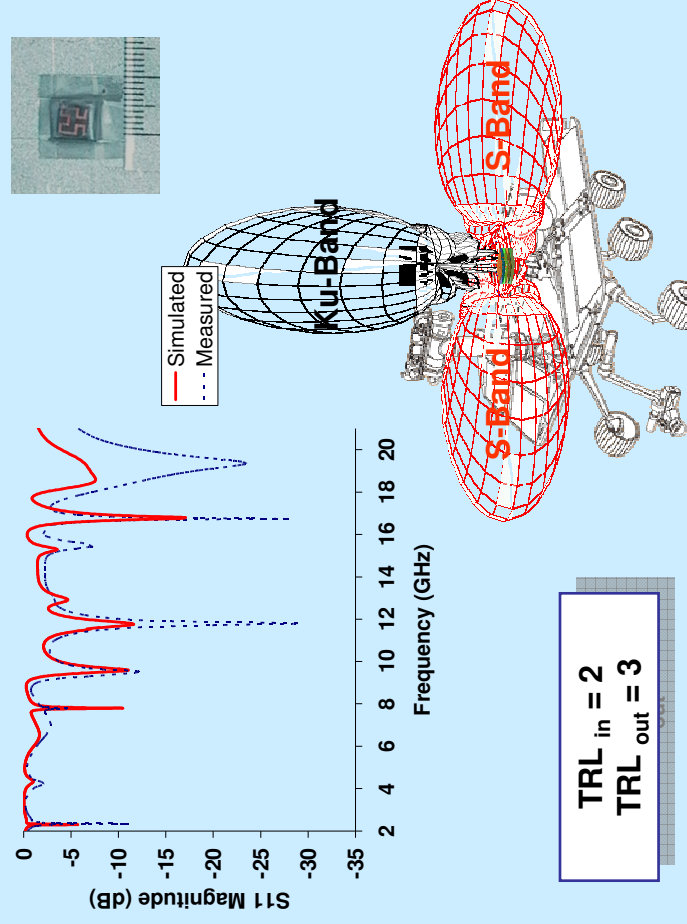 0
-5
-10
-15
-20
-25
-30
-35
S11 Magnitude (dB)
2
4
6
8
10
12
14
16
18
20
Frequency (GHz)
Simulated
Measured
Ku-Band
S-Band
S-Band
TRL in = 2
TRL out = 3